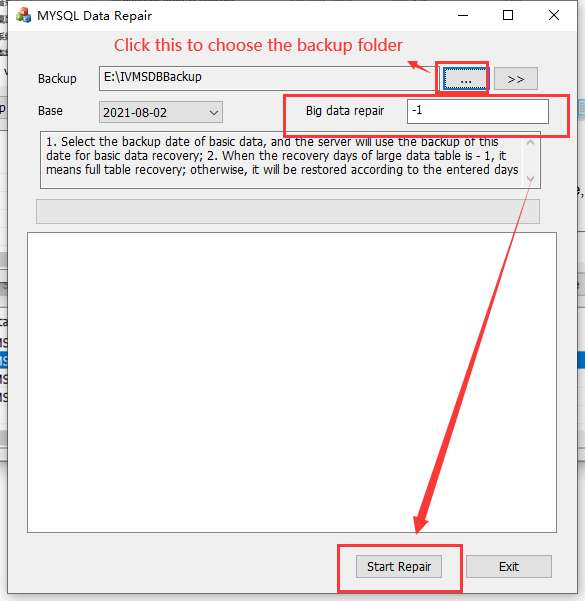 MYSQL Data Repair
Click this to choose the backup folder
Backup
E:\IVMSDBBackup
...
>>
Base
2021-08-02
Big data repair
-1
1. Select the backup date of basic data, and the server will use the backup of this
date for basic data recovery; 2. When the recovery days of large data table is - 1, it
means full table recovery; otherwise, it will be restored according to the entered days
Start Repair
Exit